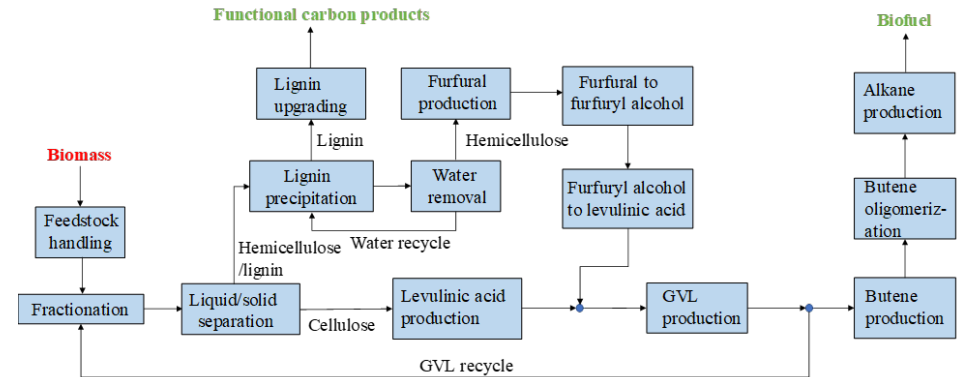 Functional carbon products
Biofuel
Lignin
upgrading
Furfural
production
Furfural to
furfuryl alcohol
Alkane
production
Lignin
Hemicellulose
Biomass
Lignin
precipitation
Water
removal
Furfuryl alcohol
to levulinic acid
Butene
oligomeriz-
ation
Feedstock
handling
Water recycle
Hemicellulose
/lignin
Fractionation
Liquid/solid
separation
Cellulose
Levulinic acid
production
GVL
production
Butene
production
GVL recycle